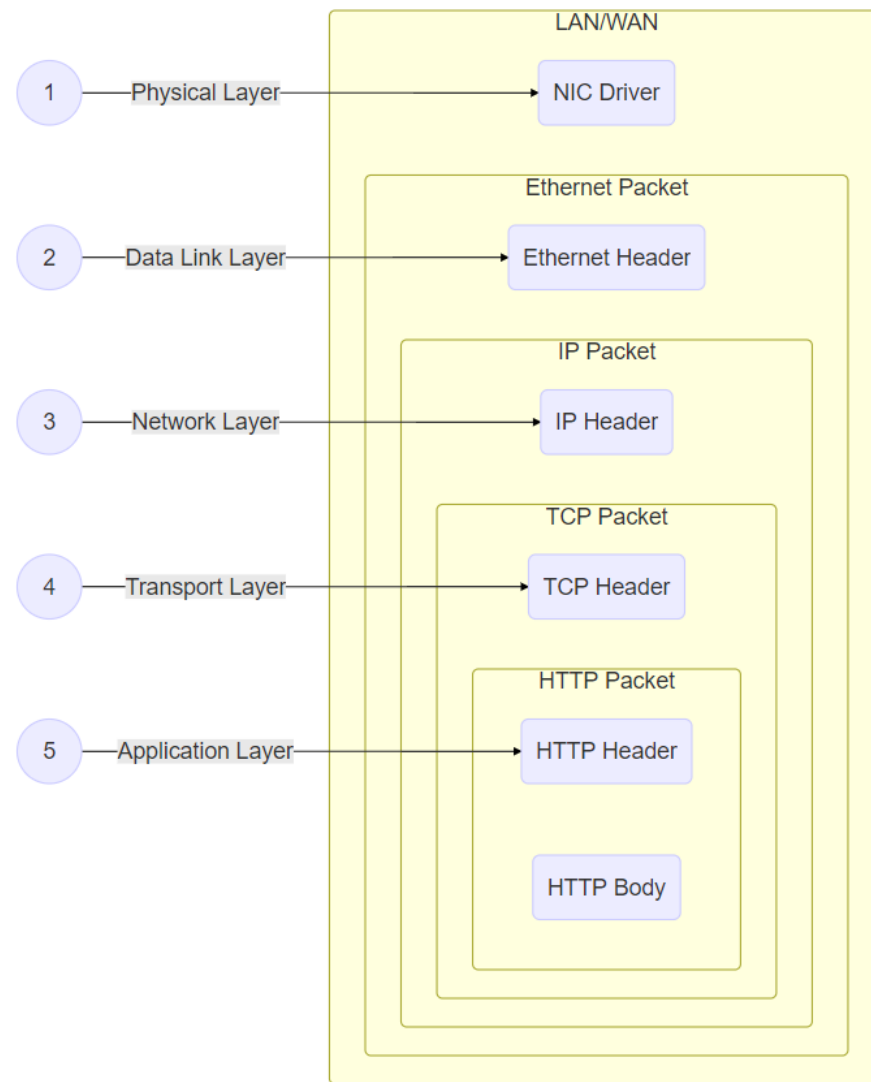 LAN/WAN
1 Physical Layer NIC Driver
Ethernet Packet
2 Data Link Layer Ethernet Header
IP Packet
3 Network Layer IP Header
TCP Packet
4 Transport Layer TCP Header
HTTP Packet
5 Application Layer HTTP Header
HTTP Body